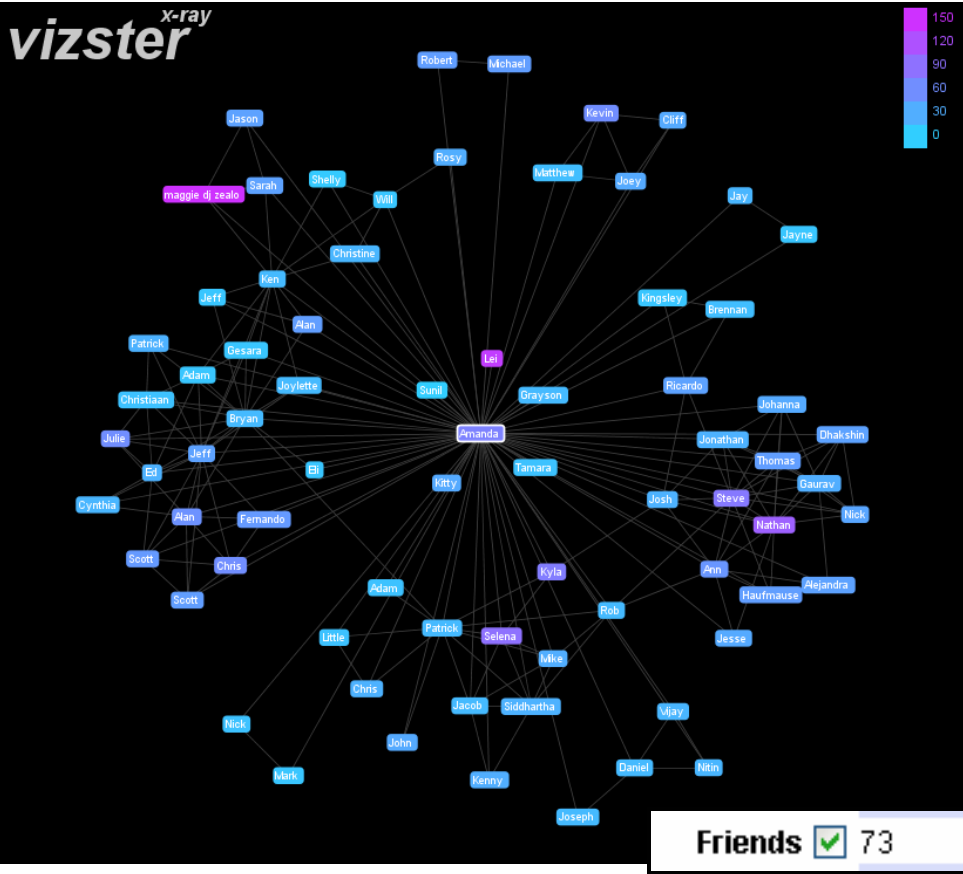 x-ray
vizster
150
120
90
60
30
0
Robert
Michael
Kevin
Cliff
Jason
Rosy
Matthew
Joey
Shelly
Sarah
maggie dj zealo
Will
Jay
Jayne
Christine
Ken
Jeff
Kingsley
Brennan
Alan
Patrick
Gesara
Lei
Adam
Joylette
Sunil
Grayson
Ricardo
Christiaan
Johanna
Bryan
Amanda
Julie
Jonathan
Dhakshin
Jeff
Thomas
Ed
Eli
Kitty
Tamara
Gaurav
Cynthia
Josh
Steve
Alan
Fernando
Nick
Nathan
Scott
Chris
Kyla
Ann
Scott
Adam
Alejandra
Haufmause
Rob
Little
Patrick
Selena
Jesse
Mike
Chris
Jacob
Siddhartha
Vijay
Nick
John
Mark
Kenny
Daniel
Nitin
Joseph
Friends 73